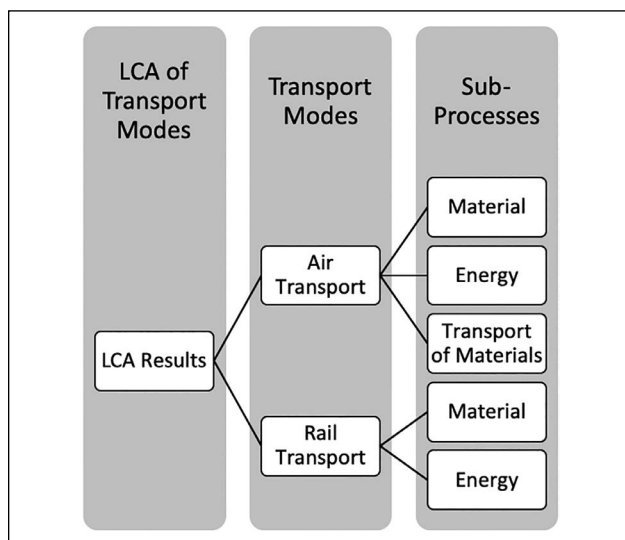 LCA of
Transport
Modes
Transport
Modes
Sub-
Processes
LCA Results
Air
Transport
Rail
Transport
Material
Energy
Transport
of Materials
Material
Energy